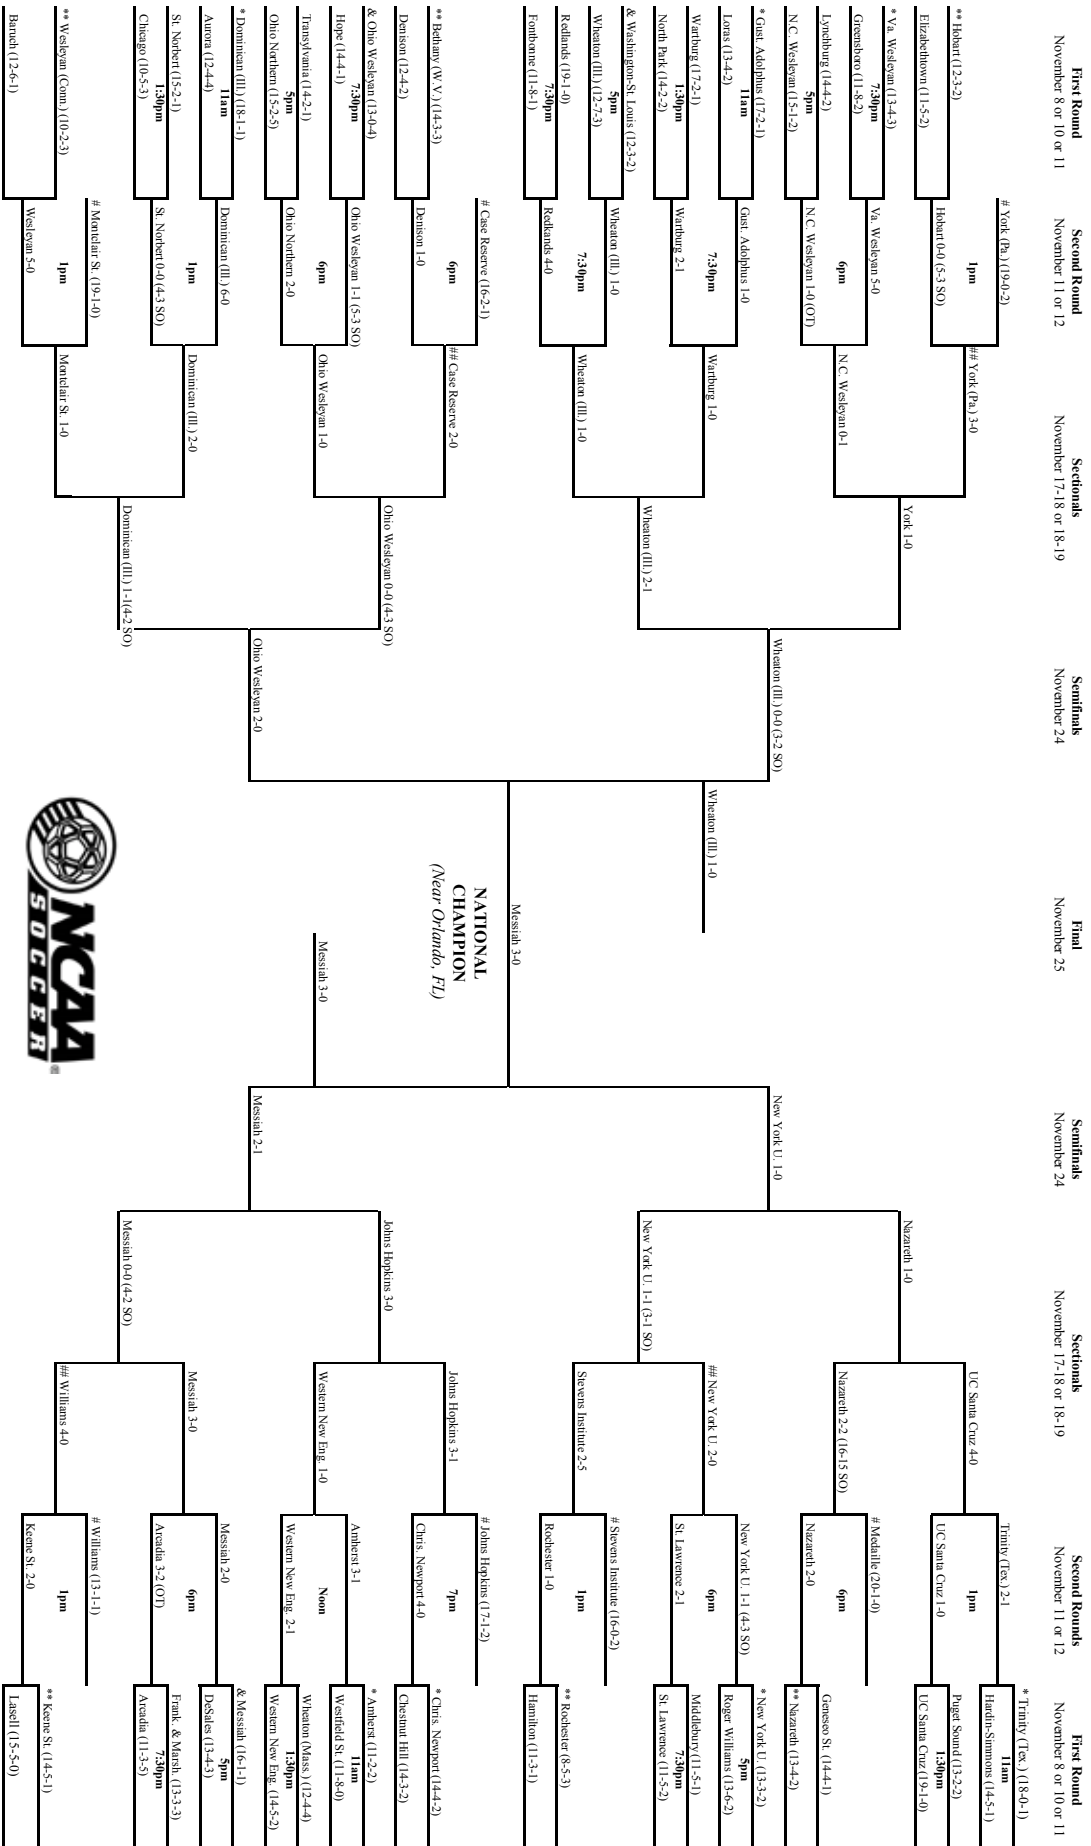 First Round
November 8 or 10 or 11
Second Round
November 11 or 12
Sectionals
November 17-18 or 18-19
Semifinals
November 24
Final
November 25
Semifinals
November 24
Sectionals
November 17-18 or 18-19
Second Rounds
November 11 or 12
First Round
November 8 or 10 or 11
# York (Pa.) (19-0-2)
** Hobart (12-3-2)
1pm
Elizabethtown (11-5-2)
Hobart 0-0 (5-3 SO)
* Va. Wesleyan (13-4-3)
7:30pm
Greensboro (11-8-2)
Va. Wesleyan 5-0
6pm
Lynchburg (14-4-2)
5pm
N.C. Wesleyan (15-1-2)
N.C. Wesleyan 1-0 (OT)
* Gust. Adolphus (17-2-1)
11am
Loras (13-4-2)
Gust. Adolphus 1-0
7:30pm
Wartburg (17-2-1)
1:30pm
North Park (14-2-2)
Wartburg 2-1
& Washington-St. Louis (12-3-2)
5pm
Wheaton (Ill.) (12-7-3)
Wheaton (Ill.) 1-0
7:30pm
Redlands (19-1-0)
7:30pm
Fontbonne (11-8-1)
Redkands 4-0
# Case Reserve (16-2-1)
** Bethany (W.V.) (14-3-3)
6pm
Denison (12-4-2)
Denison 1-0
& Ohio Wesleyan (13-0-4)
7:30pm
Hope (14-4-1)
Ohio Wesleyan 1-1 (5-3 SO)
6pm
Transylvania (14-2-1)
5pm
Ohio Northern (15-2-5)
Ohio Northern 2-0
* Dominican (Ill.) (18-1-1)
11am
Aurora (12-4-4)
Dominican (Ill.) 6-0
1pm
St. Norbert (15-2-1)
1:30pm
Chicago (10-5-3)
St. Norbert 0-0 (4-3 SO)
# Montclair St. (19-1-0)
** Wesleyan (Conn.) (10-2-3)
1pm
Baruch (12-6-1)
Wesleyan 5-0
## York (Pa.) 3-0
N.C. Wesleyan 0-1
Wartburg 1-0
Wheaton (Ill.) 1-0
## Case Reserve 2-0
Ohio Wesleyan 1-0
Dominican (Ill.) 2-0
Montclair St. 1-0
York 1-0
Wheaton (Ill.) 2-1
Ohio Wesleyan 0-0 (4-3 SO)
Dominican (Ill.) 1-1(4-2 SO)
Wheaton (Ill.) 0-0 (3-2 SO)
Ohio Wesleyan 2-0
Wheaton (Ill.) 1-0
Messiah 3-0
NATIONAL
CHAMPION
(Near Orlando, FL)
Messiah 3-0
NCAA
SOCCER
®
New York U. 1-0
Messiah 2-1
Nazareth 1-0
New York U. 1-1 (3-1 SO)
Johns Hopkins 3-0
Messiah 0-0 (4-2 SO)
UC Santa Cruz 4-0
Nazareth 2-2 (16-15 SO)
## New York U. 2-0
Stevens Institute 2-5
Johns Hopkins 3-1
Western New Eng. 1-0
Messiah 3-0
## Williams 4-0
Trinity (Tex.) 2-1
* Trinity (Tex.) (18-0-1)
11am
Hardin-Simmons (14-5-1)
1pm
UC Santa Cruz 1-0
Puget Sound (13-2-2)
1:30pm
UC Santa Cruz (19-1-0)
# Medaille (20-1-0)
6pm
Nazareth 2-0
Geneseo St. (14-4-1)
** Nazareth (13-4-2)
New York U. 1-1 (4-3 SO)
* New York U. (13-3-2)
5pm
Roger Williams (13-6-2)
6pm
St. Lawrence 2-1
Middlebury (11-5-1)
7:30pm
St. Lawrence (11-5-2)
# Stevens Institute (16-0-2)
1pm
Rochester 1-0
** Rochester (8-5-3)
Hamilton (11-3-1)
# Johns Hopkins (17-1-2)
7pm
Chris. Newport 4-0
* Chris. Newport (14-4-2)
Chestnut Hill (14-3-2)
Amherst 3-1
* Amherst (11-2-2)
11am
Westfield St. (11-8-0)
Noon
Western New Eng. 2-1
Wheaton (Mass.) (12-4-4)
1:30pm
Western New Eng. (14-5-2)
Messiah 2-0
& Messiah (16-1-1)
5pm
DeSales (13-4-3)
6pm
Arcadia 3-2 (OT)
Frank. & Marsh. (13-3-3)
7:30pm
Arcadia (11-3-5)
# Williams (13-1-1)
1pm
Keene St. 2-0
** Keene St. (14-5-1)
Lasell (15-5-0)